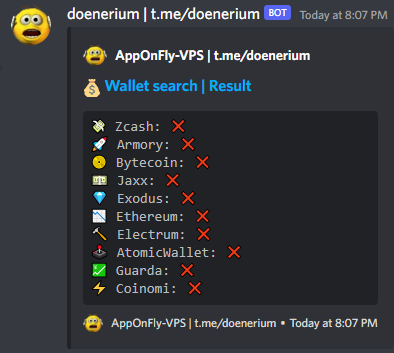 doenerium | t.me/doenerium BOT Today at 8:07 PM
AppOnFly-VPS | t.me/doenerium
Wallet search | Result
Zcash: ❌
Armory: ❌
Bytecoin: ❌
Jaxx: ❌
Exodus: ❌
Ethereum: ❌
Electrum: ❌
AtomicWallet: ❌
Guarda: ❌
Coinomi: ❌
AppOnFly-VPS | t.me/doenerium • Today at 8:07 PM